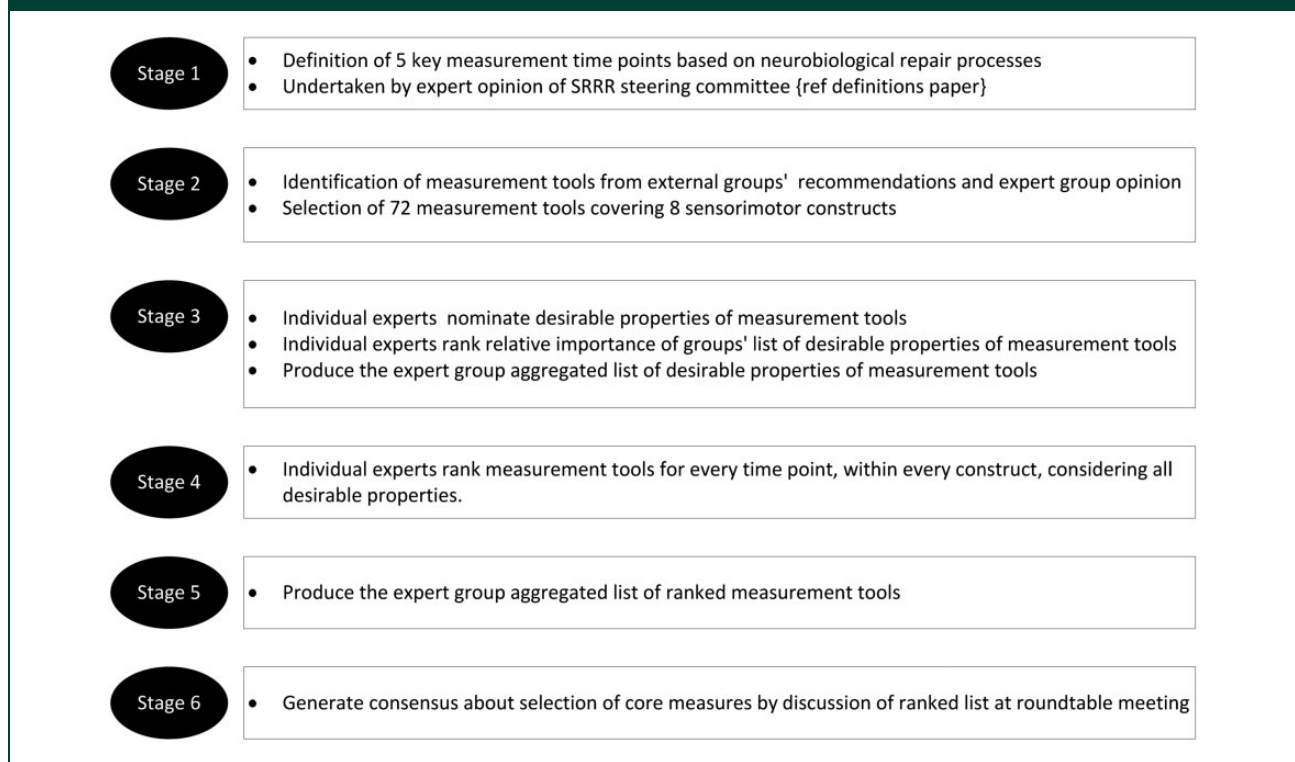 Stage 1
• Definition of 5 key measurement time points based on neurobiological repair processes
• Undertaken by expert opinion of SRRR steering committee {ref definitions paper}
Stage 2
• Identification of measurement tools from external groups' recommendations and expert group opinion
• Selection of 72 measurement tools covering 8 sensorimotor constructs
Stage 3
• Individual experts nominate desirable properties of measurement tools
• Individual experts rank relative importance of groups' list of desirable properties of measurement tools
• Produce the expert group aggregated list of desirable properties of measurement tools
Stage 4
• Individual experts rank measurement tools for every time point, within every construct, considering all
desirable properties.
Stage 5
• Produce the expert group aggregated list of ranked measurement tools
Stage 6
• Generate consensus about selection of core measures by discussion of ranked list at roundtable meeting